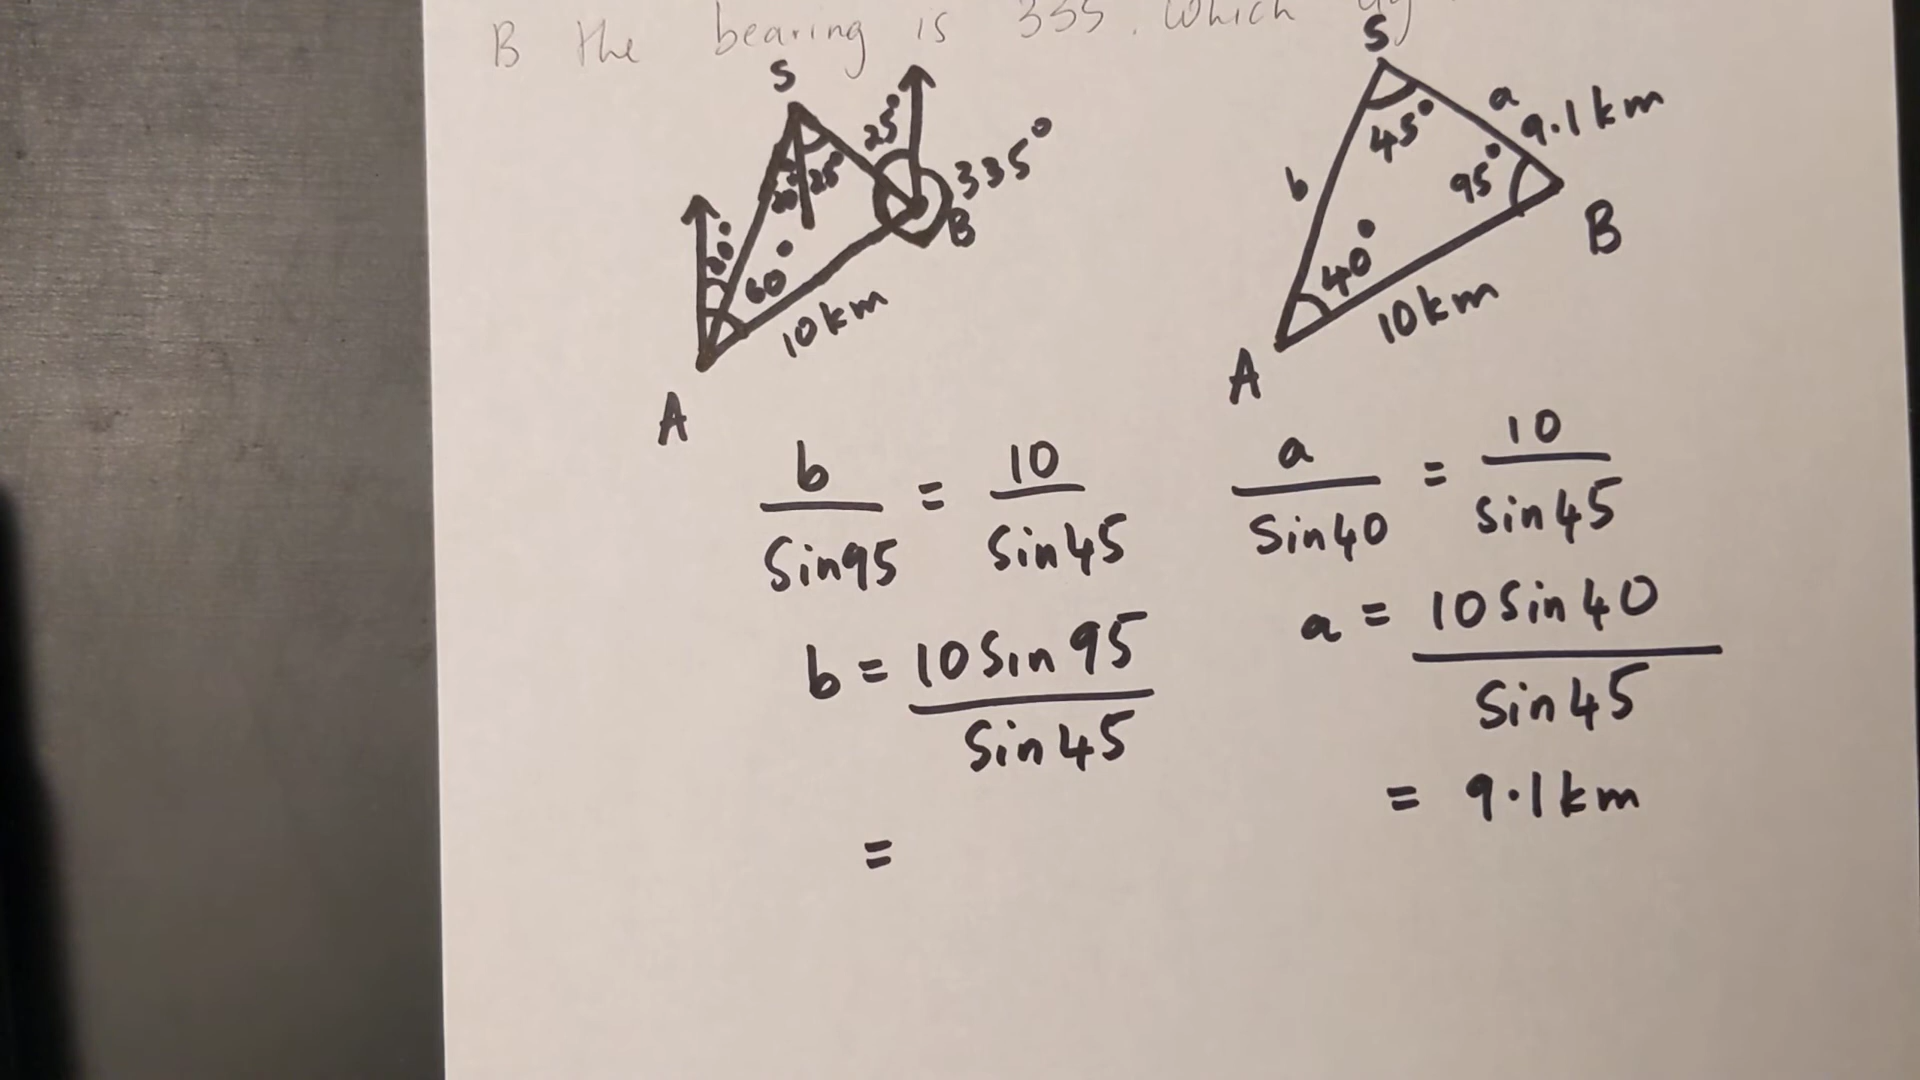 B the bearing is 335. Which
S
25°
335°
20° 25°
B
20°
60°
10km
A
S
a
9.1km
45°
95°
b
B
40°
10km
A
b/Sin95 = 10/Sin45
b = 10Sin95/Sin45
=
a/Sin40 = 10/Sin45
a = 10Sin40/Sin45
= 9.1km